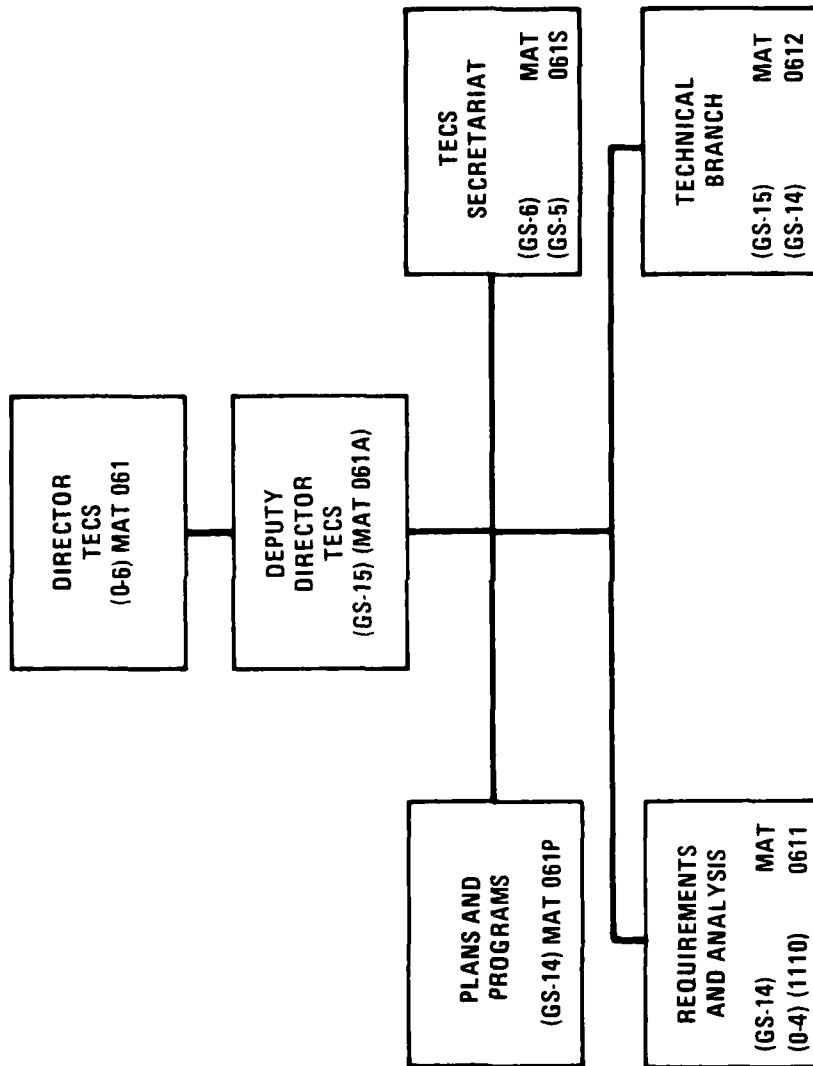 DIRECTOR
TECS
(0-6) MAT 061
DEPUTY
DIRECTOR
TECS
(GS-15) (MAT 061A)
PLANS AND
PROGRAMS
(GS-14) MAT 061P
TECS
SECRETARIAT
(GS-6) MAT
(GS-5) 061S
REQUIREMENTS
AND ANALYSIS
(GS-14) MAT
(0-4) (1110) 0611
TECHNICAL
BRANCH
(GS-15) MAT
(GS-14) 0612